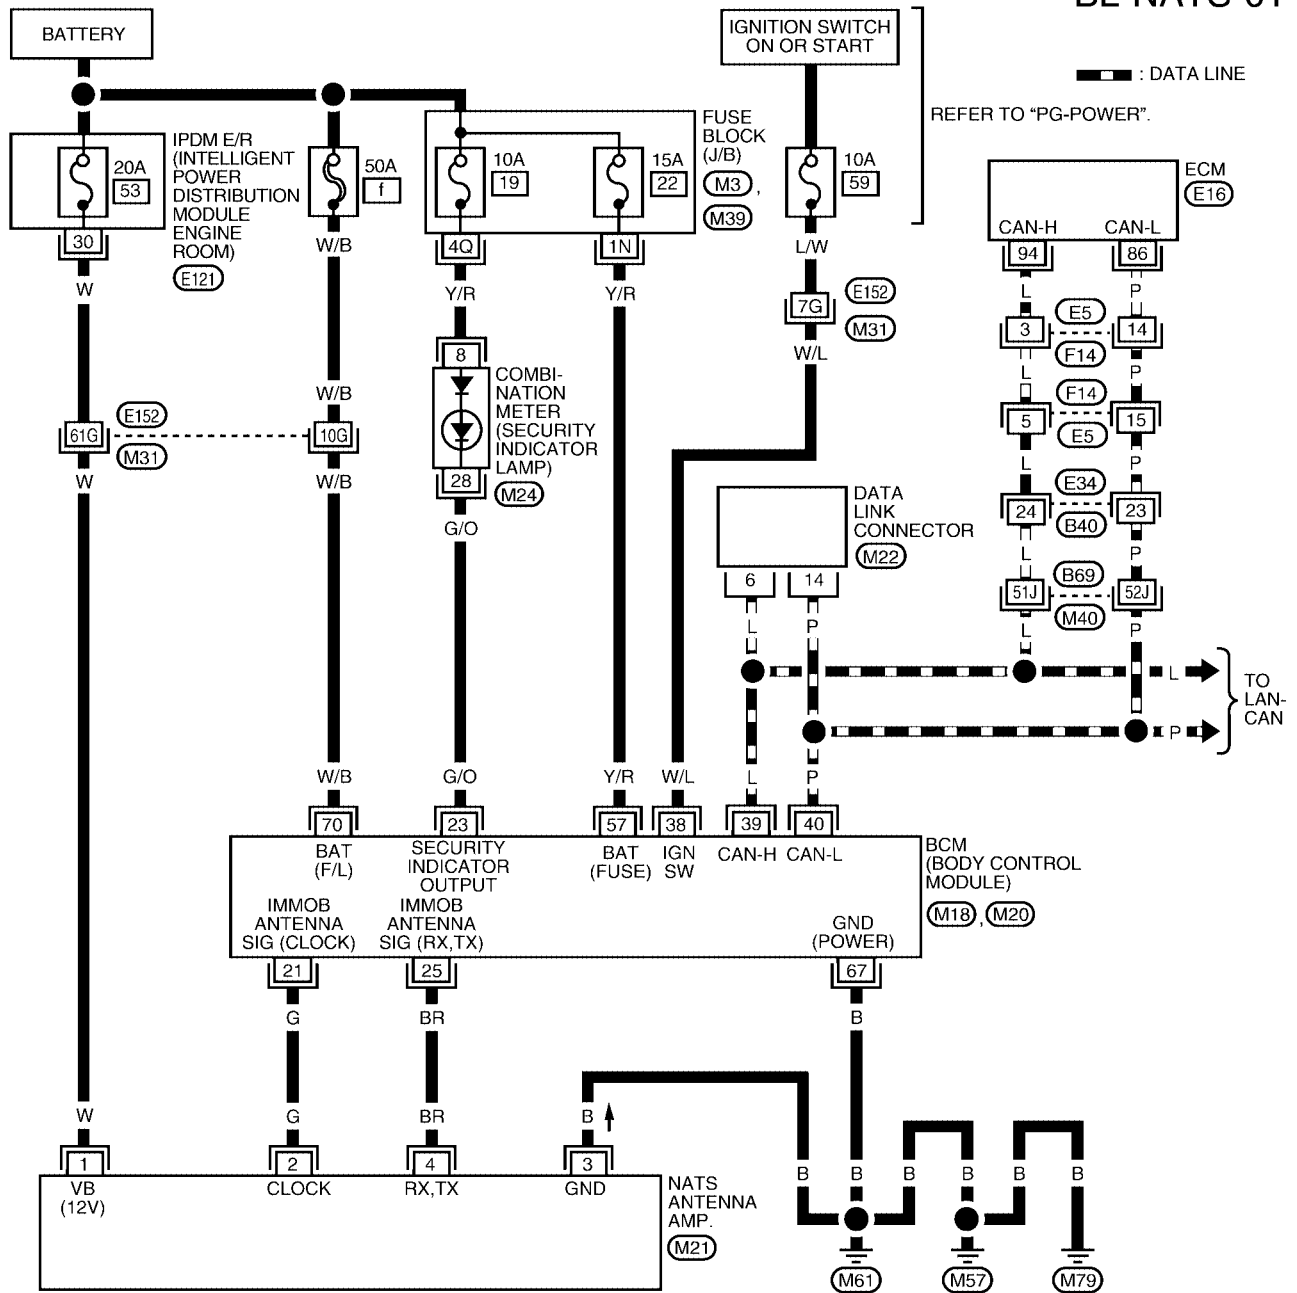 BATTERY
IGNITION SWITCH
ON OR START
: DATA LINE
REFER TO “PG-POWER”.
20A
53
IPDM E/R
(INTELLIGENT
POWER
DISTRIBUTION
MODULE
ENGINE
ROOM)
E121
50A
f
10A
19
15A
22
FUSE
BLOCK
(J/B)
M3 ,
M39
10A
59
ECM
E16
CAN-H
CAN-L
30
W/B
4Q
1N
L/W
94
86
W
Y/R
Y/R
7G
E152
M31
L
P
3
E5
14
F14
8
W/L
L
P
COMBI-
NATION
METER
(SECURITY
INDICATOR
LAMP)
M24
W/B
F14
5
15
E5
61G
E152
M31
10G
W
W/B
28
G/O
L
P
E34
24
23
B40
DATA
LINK
CONNECTOR
M22
6
14
L
P
B69
51J
52J
M40
L
P
L
P
L
P
TO
LAN-
CAN
W/B
G/O
Y/R
W/L
L
P
70
23
57
38
39
40
BAT
(F/L)
SECURITY
INDICATOR
OUTPUT
BAT
(FUSE)
IGN
SW
CAN-H
CAN-L
BCM
(BODY CONTROL
MODULE)
M18 , M20
IMMOB
ANTENNA
SIG (CLOCK)
IMMOB
ANTENNA
SIG (RX,TX)
GND
(POWER)
21
25
67
G
BR
B
W
G
BR
B
1
2
4
3
B
B
B
B
B
B
VB
(12V)
CLOCK
RX,TX
GND
NATS
ANTENNA
AMP.
M21
M61
M57
M79